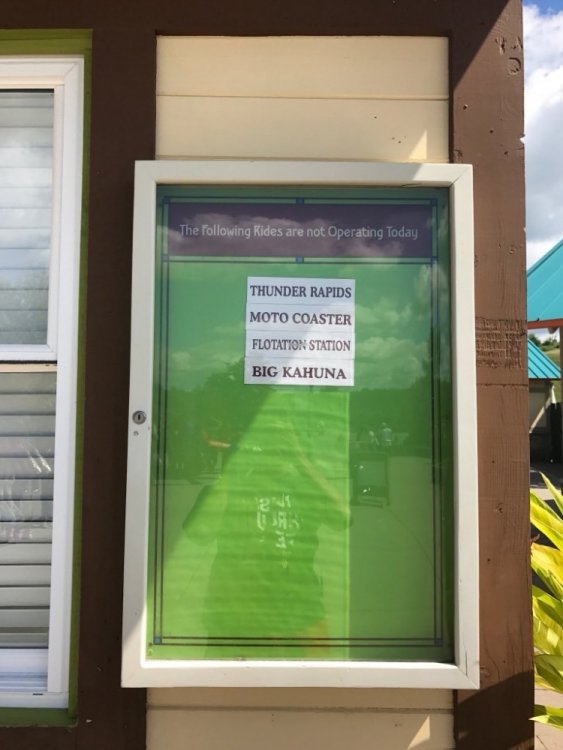 The Following Rides are not Operating Today
THUNDER RAPIDS
MOTO COASTER
FLOTATION STATION
BIG KAHUNA